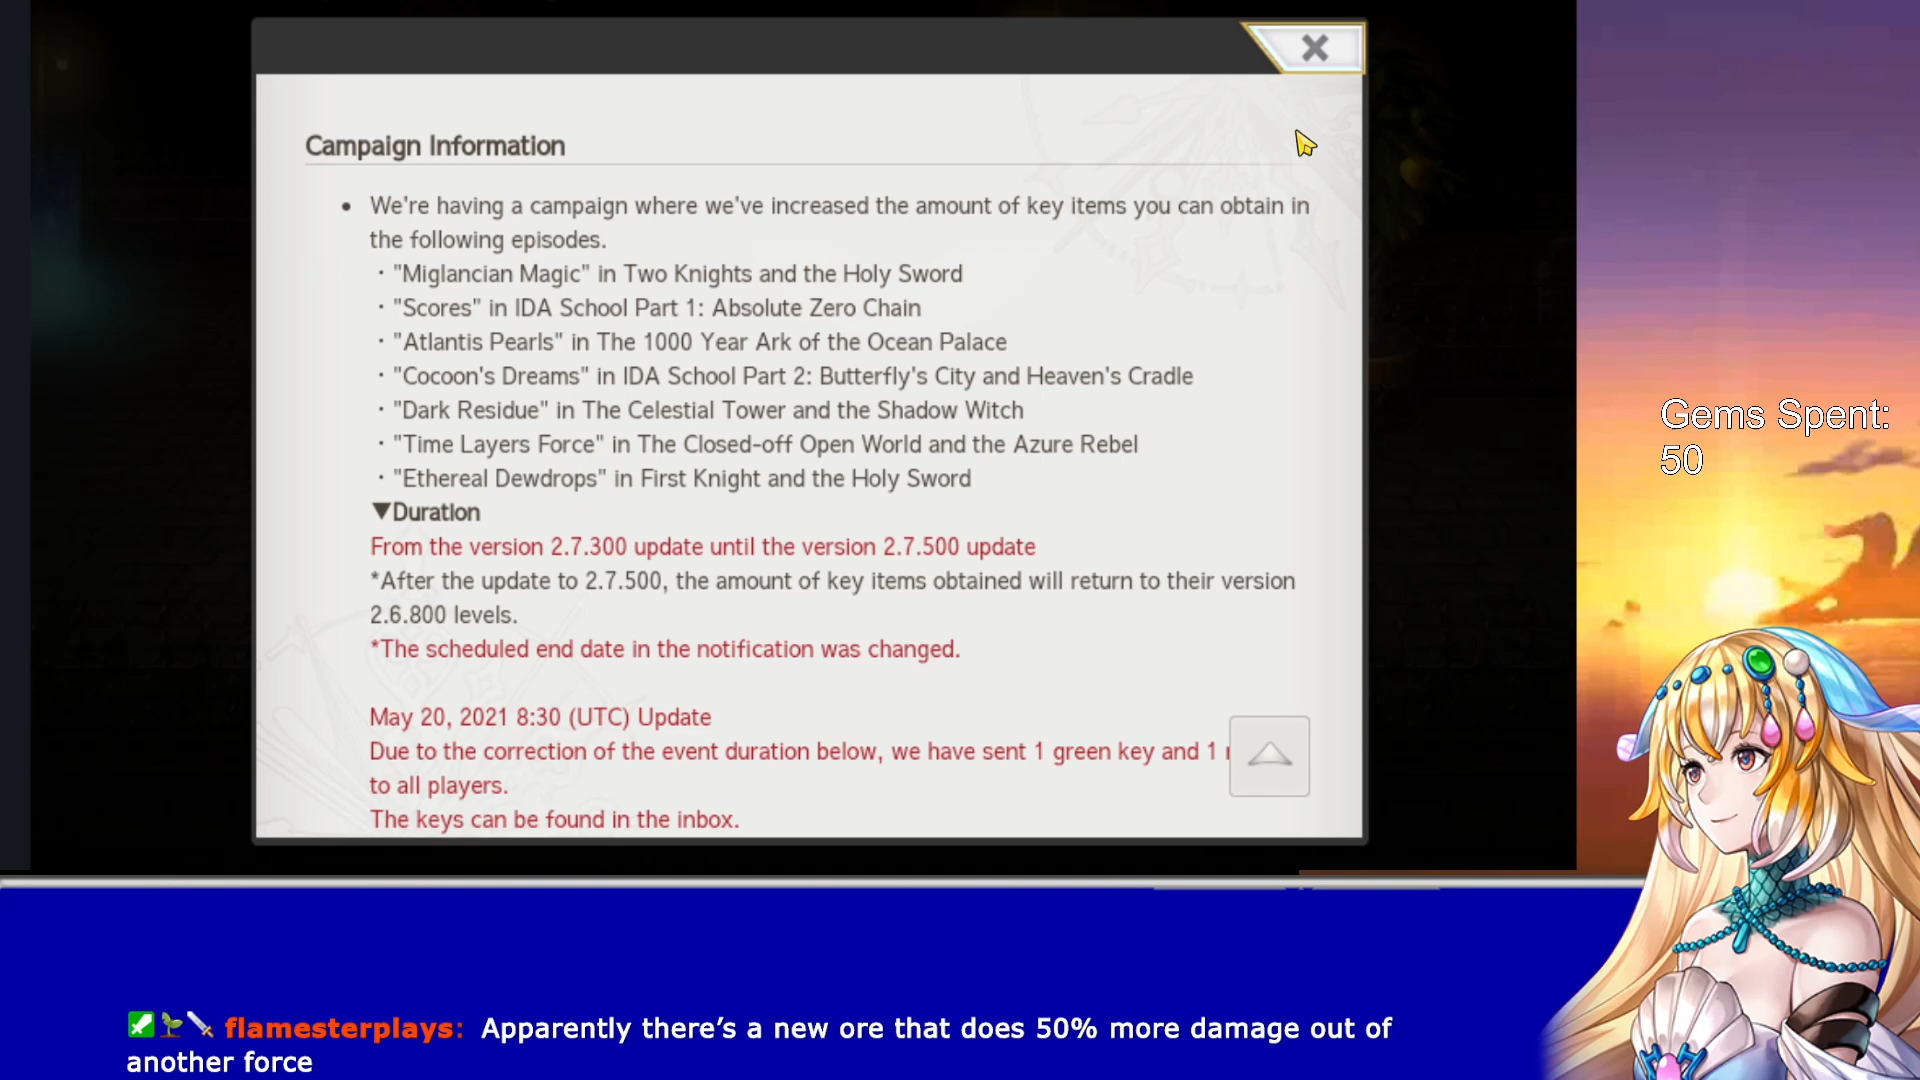 Campaign Information
• We're having a campaign where we've increased the amount of key items you can obtain in
the following episodes.
・"Miglancian Magic" in Two Knights and the Holy Sword
・"Scores" in IDA School Part 1: Absolute Zero Chain
・"Atlantis Pearls" in The 1000 Year Ark of the Ocean Palace
・"Cocoon's Dreams" in IDA School Part 2: Butterfly's City and Heaven's Cradle
・"Dark Residue" in The Celestial Tower and the Shadow Witch
・"Time Layers Force" in The Closed-off Open World and the Azure Rebel
・"Ethereal Dewdrops" in First Knight and the Holy Sword
▼Duration
From the version 2.7.300 update until the version 2.7.500 update
*After the update to 2.7.500, the amount of key items obtained will return to their version
2.6.800 levels.
*The scheduled end date in the notification was changed.
May 20, 2021 8:30 (UTC) Update
Due to the correction of the event duration below, we have sent 1 green key and 1
to all players.
The keys can be found in the inbox.
Gems Spent:
50
flamesterplays: Apparently there's a new ore that does 50% more damage out of
another force